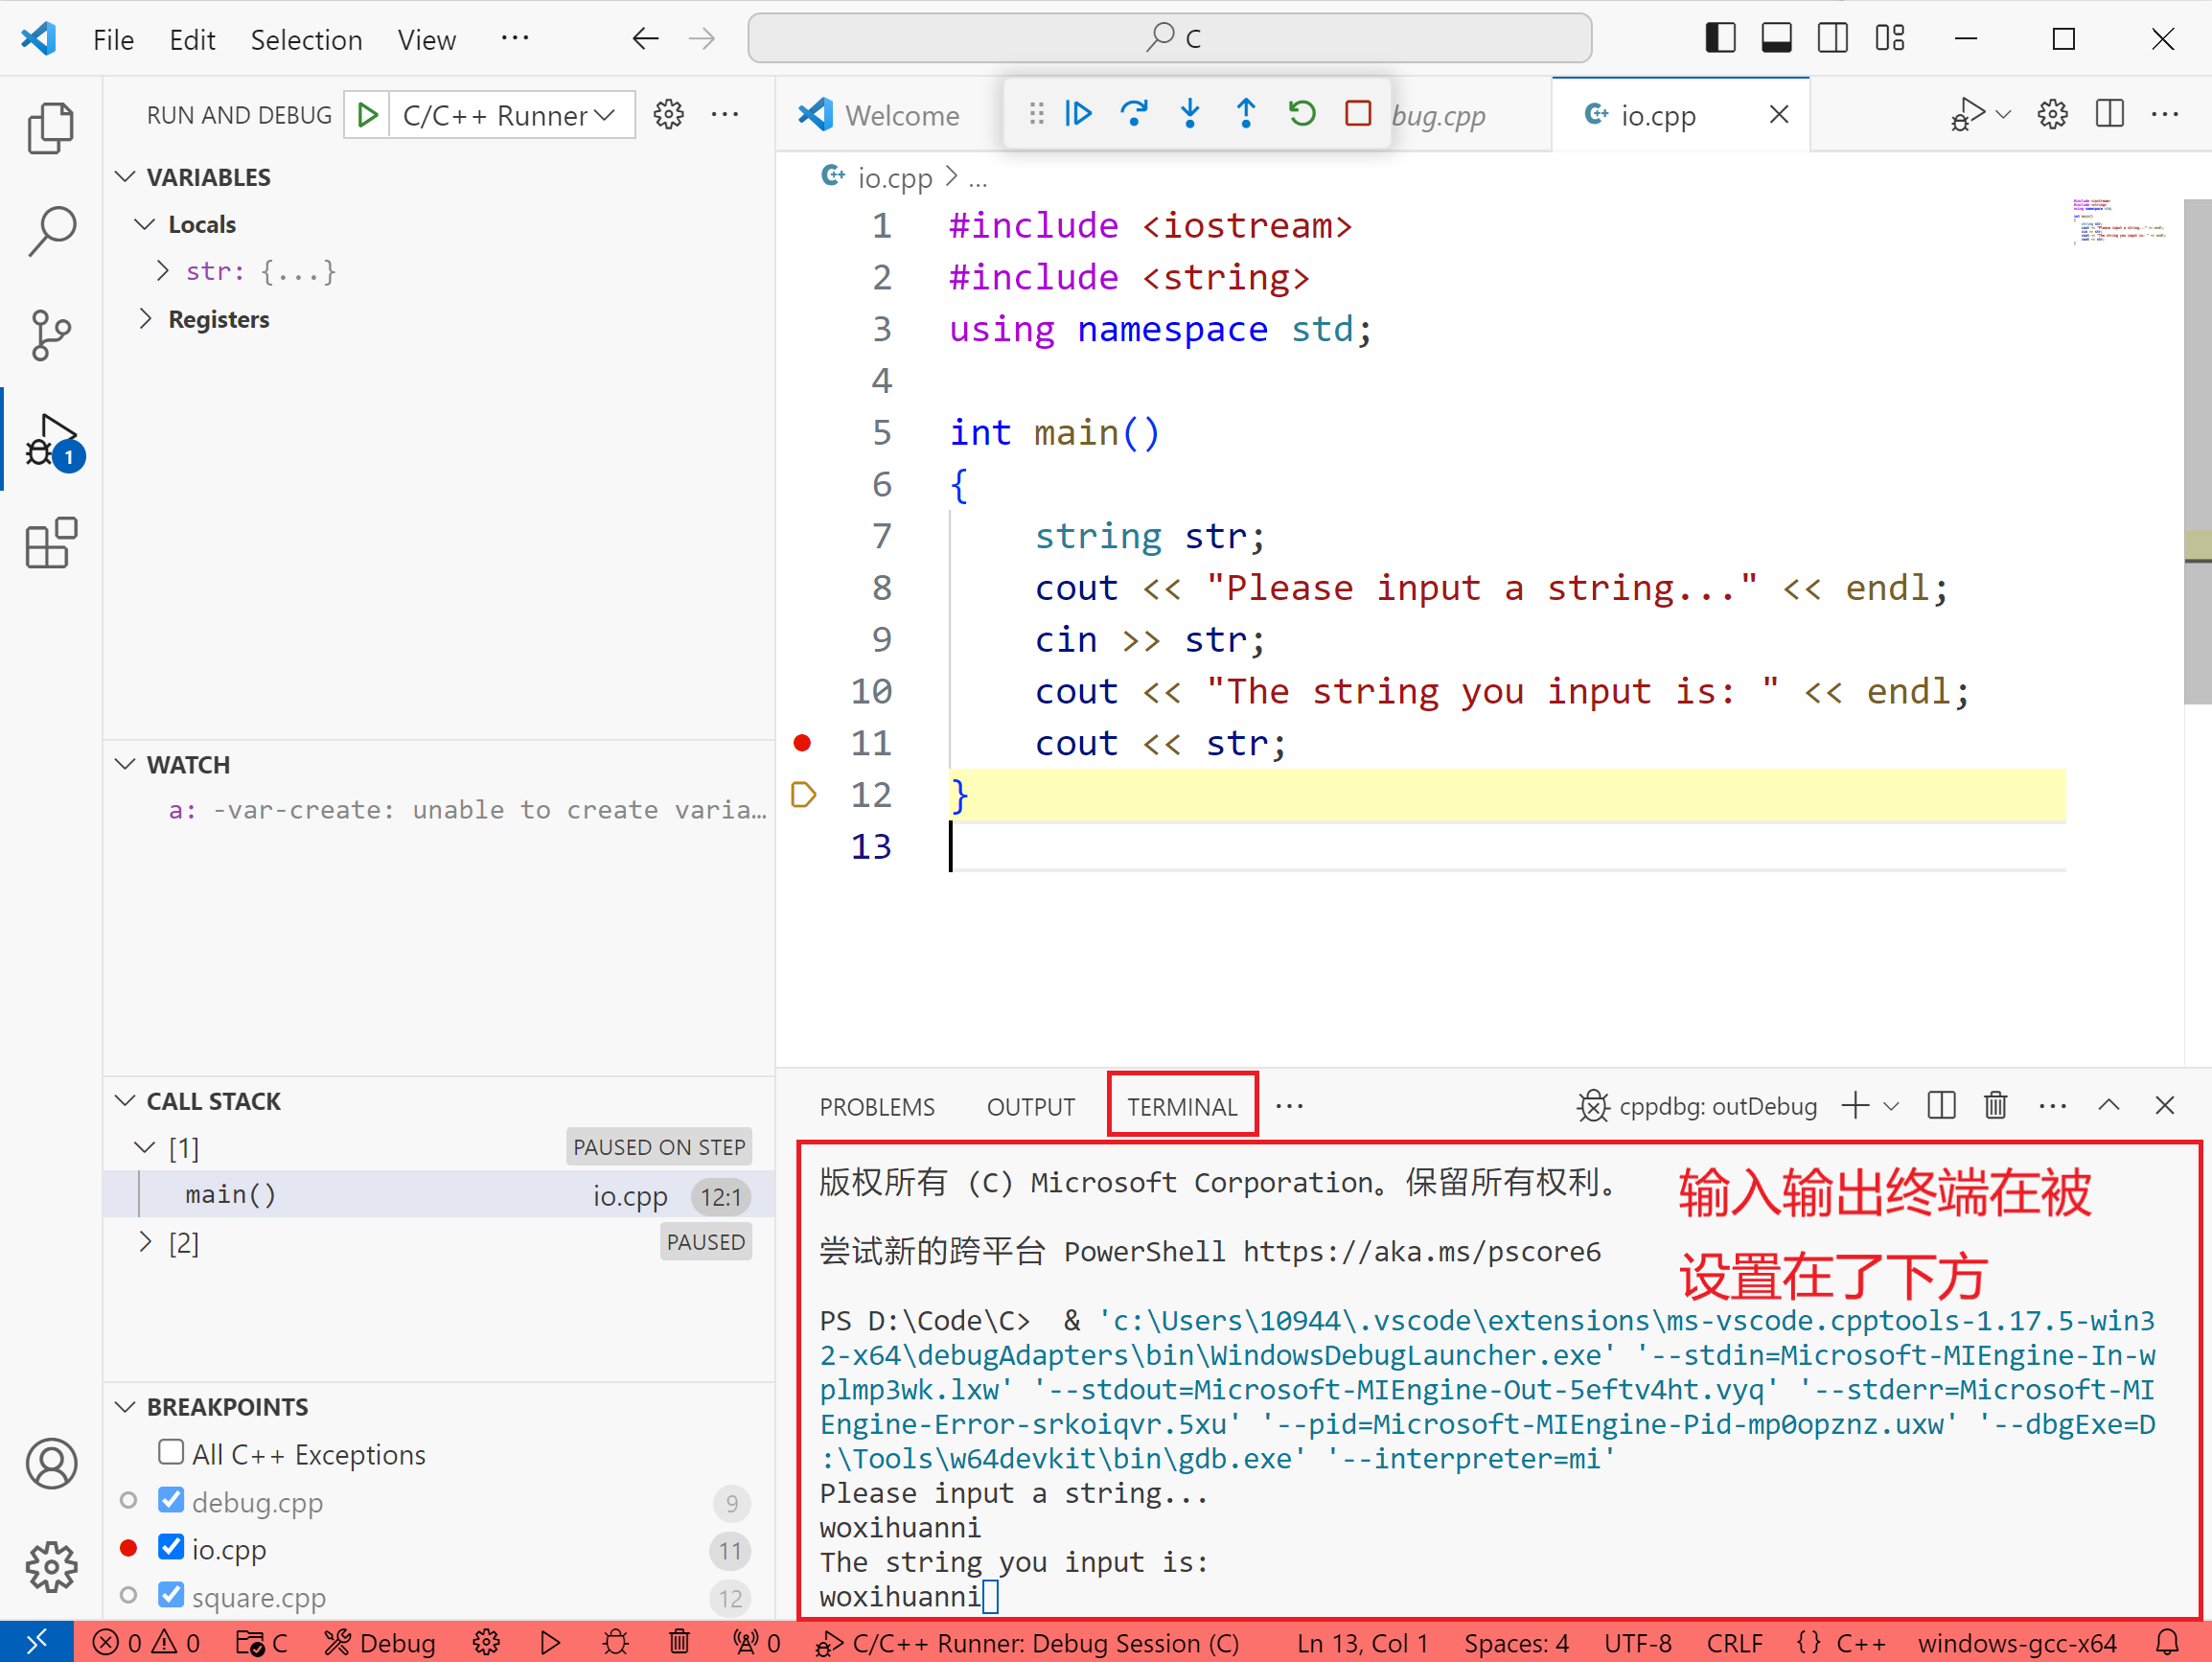 File Edit Selection View ··· C
RUN AND DEBUG C/C++ Runner ···
VARIABLES
Locals
str: {...}
Registers
WATCH
a: -var-create: unable to create varia…
CALL STACK
[1] PAUSED ON STEP
main() io.cpp 12:1
[2] PAUSED
BREAKPOINTS
All C++ Exceptions
debug.cpp 9
io.cpp 11
square.cpp 12
Welcome bug.cpp io.cpp
io.cpp > ...
1 #include <iostream>
2 #include <string>
3 using namespace std;
4
5 int main()
6 {
7 string str;
8 cout << "Please input a string..." << endl;
9 cin >> str;
10 cout << "The string you input is: " << endl;
11 cout << str;
12 }
13
PROBLEMS OUTPUT TERMINAL ··· cppdbg: outDebug
版权所有 (C) Microsoft Corporation。保留所有权利。
尝试新的跨平台 PowerShell https://aka.ms/pscore6
输入输出终端在被
设置在了下方
PS D:\Code\C>  & 'c:\Users\10944\.vscode\extensions\ms-vscode.cpptools-1.17.5-win3
2-x64\debugAdapters\bin\WindowsDebugLauncher.exe' '--stdin=Microsoft-MIEngine-In-w
plmp3wk.lxw' '--stdout=Microsoft-MIEngine-Out-5eftv4ht.vyq' '--stderr=Microsoft-MI
Engine-Error-srkoiqvr.5xu' '--pid=Microsoft-MIEngine-Pid-mp0opznz.uxw' '--dbgExe=D
:\Tools\w64devkit\bin\gdb.exe' '--interpreter=mi'
Please input a string...
woxihuanni
The string you input is:
woxihuanni
0 0 C Debug 0 C/C++ Runner: Debug Session (C) Ln 13, Col 1 Spaces: 4 UTF-8 CRLF {} C++ windows-gcc-x64
1